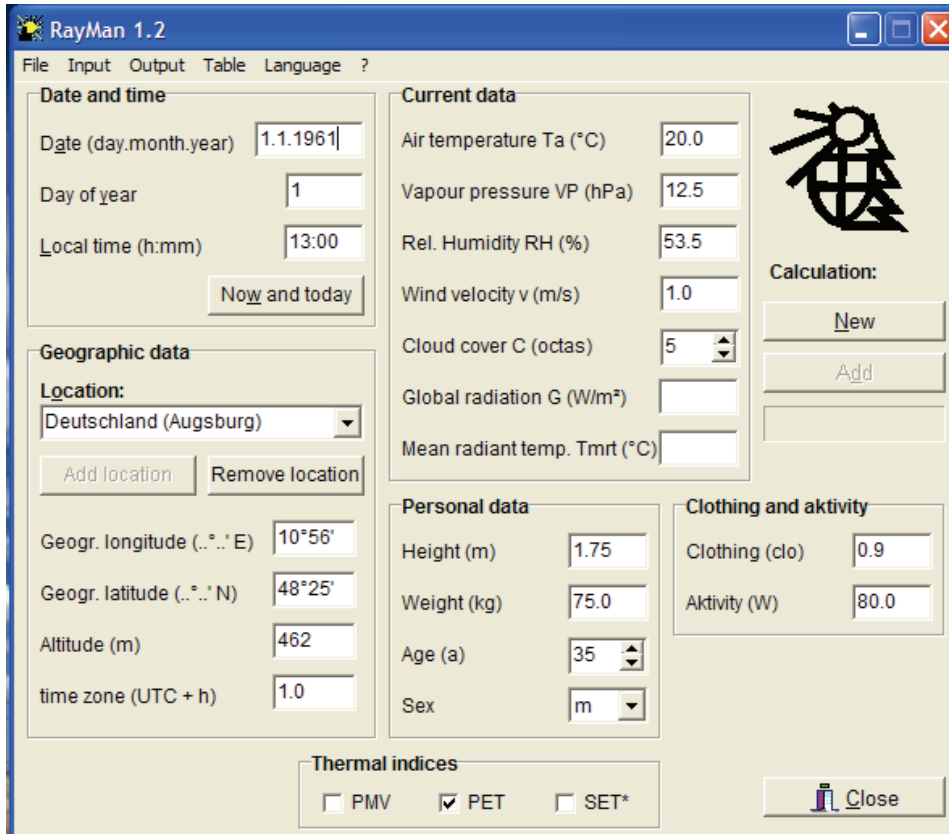 RayMan 1.2
File Input Output Table Language ?
Date and time
Date (day.month.year) 1.1.1961
Day of year 1
Local time (h:mm) 13:00
Now and today
Geographic data
Location:
Deutschland (Augsburg)
Add location Remove location
Geogr. longitude (..°..' E) 10°56'
Geogr. latitude (..°..' N) 48°25'
Altitude (m) 462
time zone (UTC + h) 1.0
Current data
Air temperature Ta (°C) 20.0
Vapour pressure VP (hPa) 12.5
Rel. Humidity RH (%) 53.5
Wind velocity v (m/s) 1.0
Cloud cover C (octas) 5
Global radiation G (W/m²)
Mean radiant temp. Tmrt (°C)
Calculation:
New
Add
Personal data
Height (m) 1.75
Weight (kg) 75.0
Age (a) 35
Sex m
Clothing and aktivity
Clothing (clo) 0.9
Aktivity (W) 80.0
Thermal indices
PMV PET SET*
Close